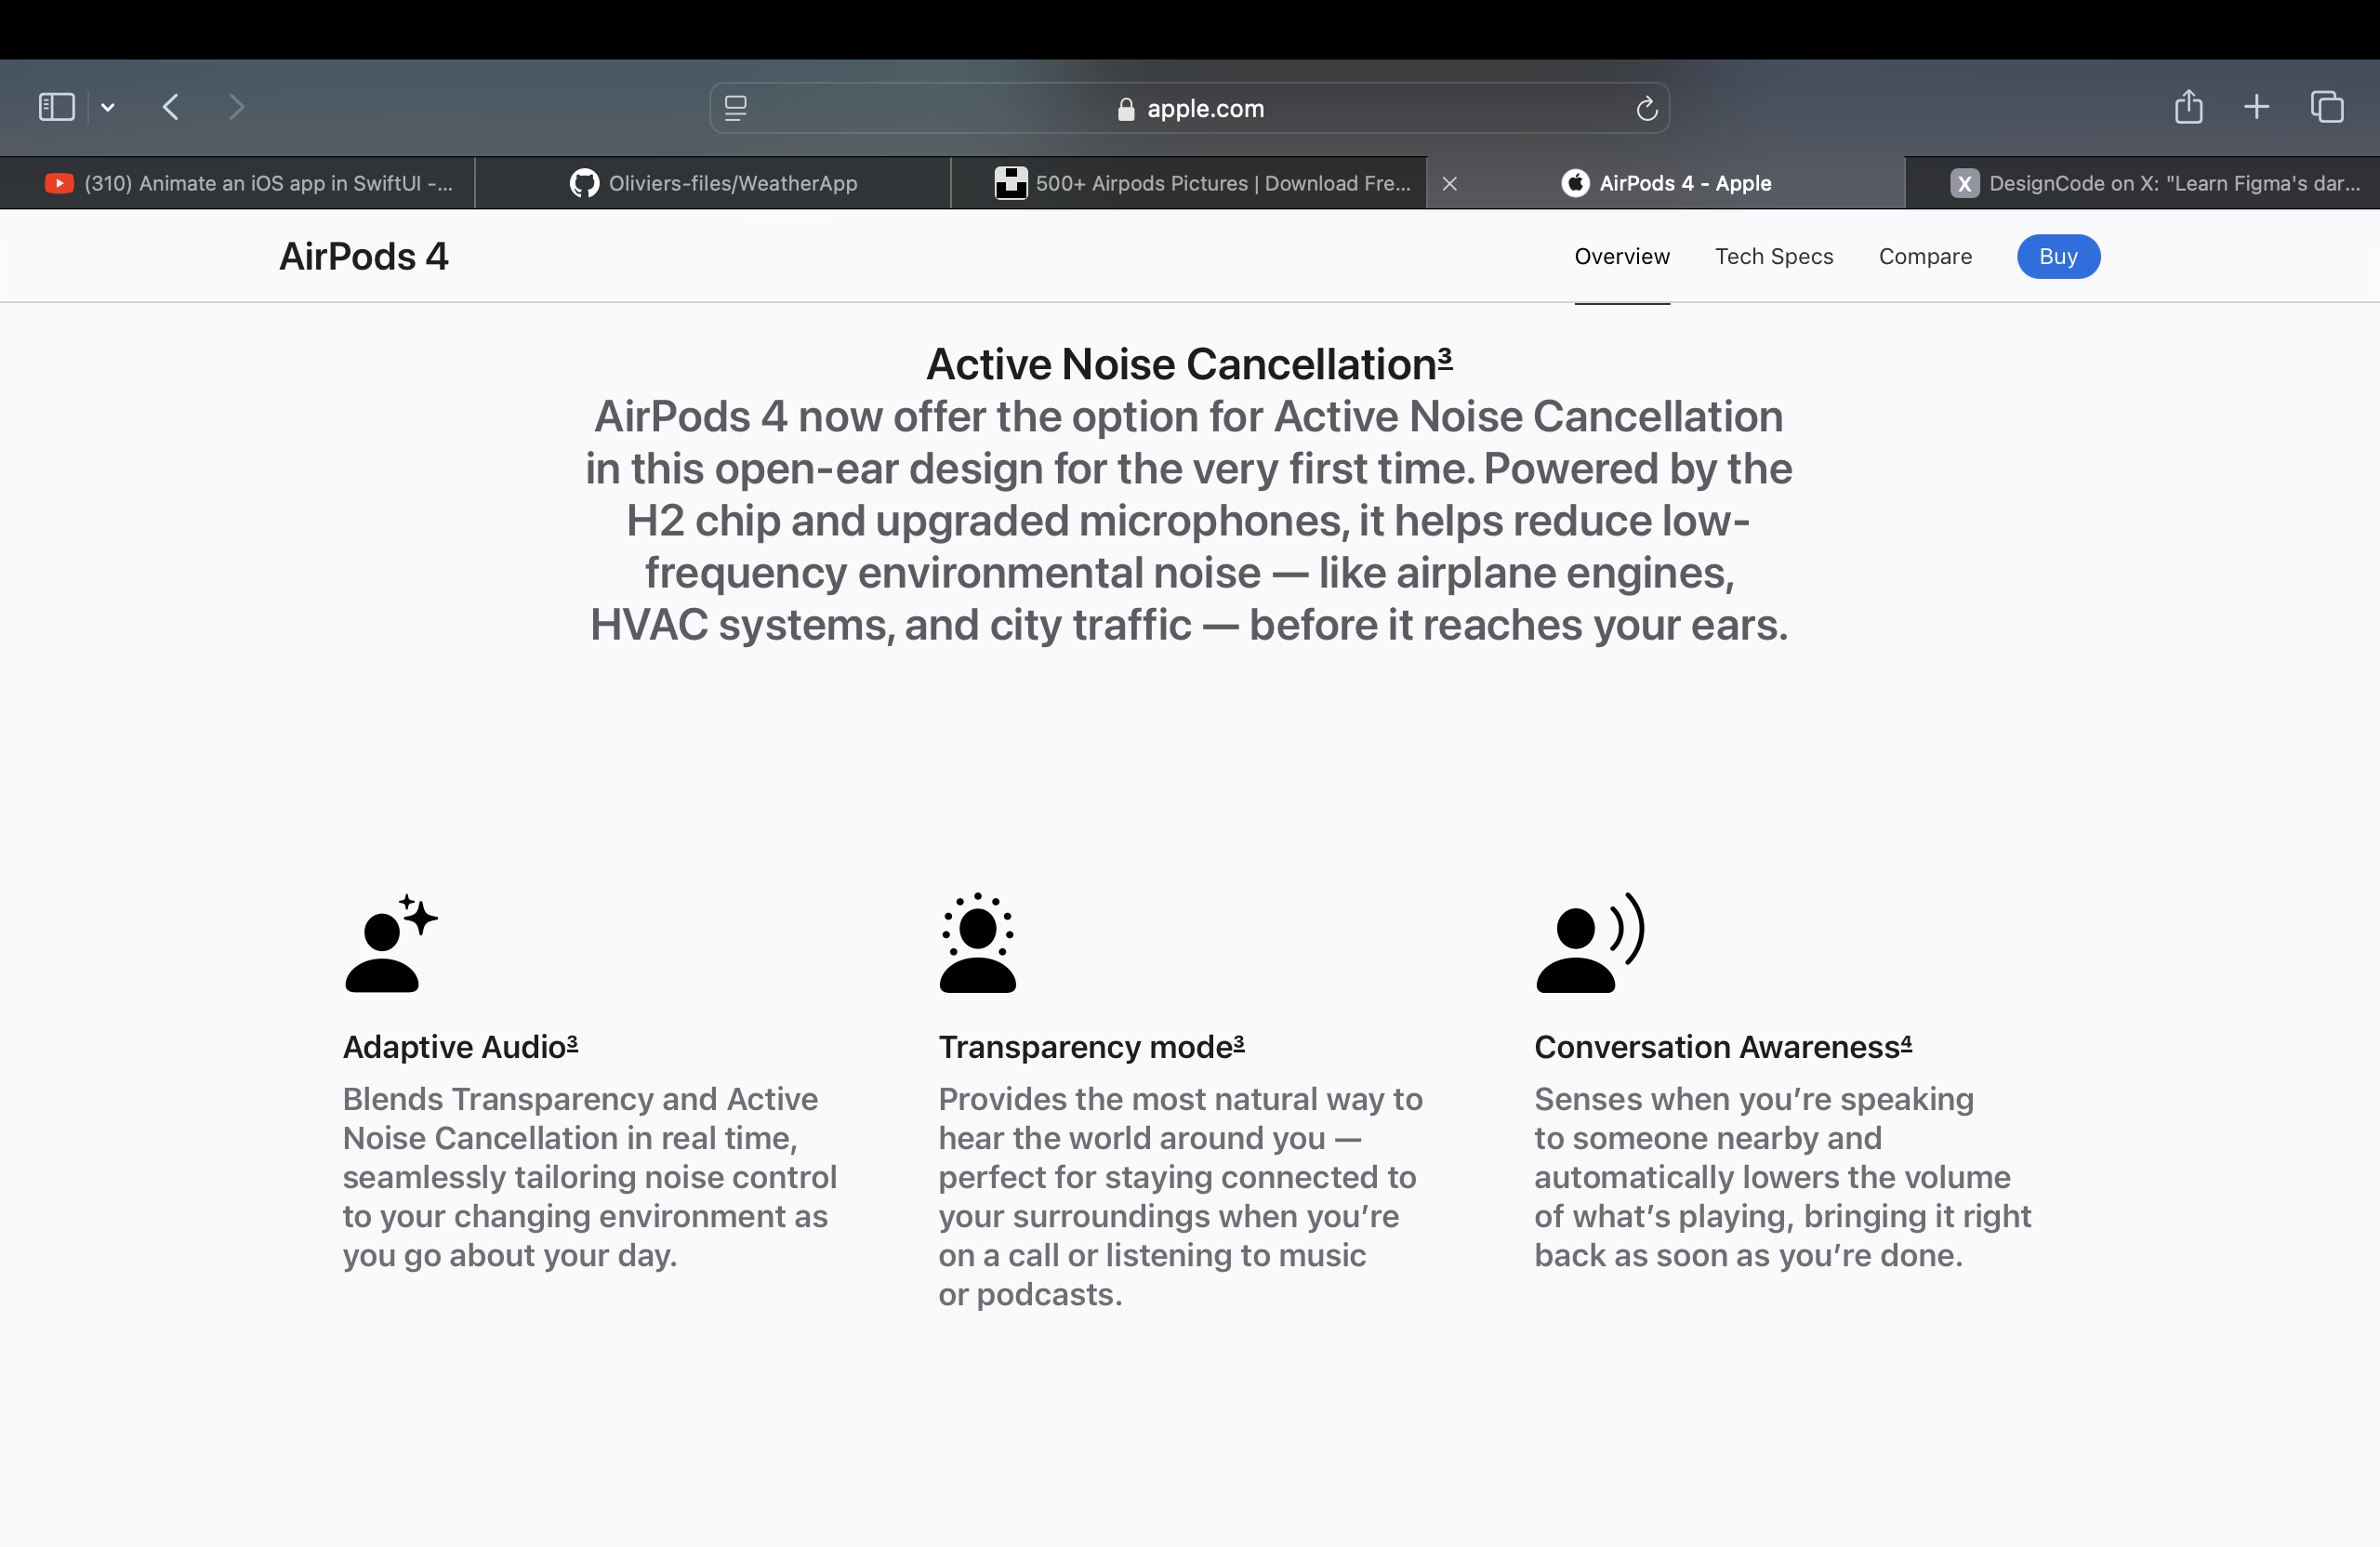 apple.com
(310) Animate an iOS app in SwiftUI -...
Oliviers-files/WeatherApp
500+ Airpods Pictures | Download Fre...
AirPods 4 - Apple
X
DesignCode on X: "Learn Figma's dar...
AirPods 4
Overview
Tech Specs
Compare
Buy
Active Noise Cancellation³
AirPods 4 now offer the option for Active Noise Cancellation
in this open-ear design for the very first time. Powered by the
H2 chip and upgraded microphones, it helps reduce low-
frequency environmental noise — like airplane engines,
HVAC systems, and city traffic — before it reaches your ears.
Adaptive Audio³
Blends Transparency and Active
Noise Cancellation in real time,
seamlessly tailoring noise control
to your changing environment as
you go about your day.
Transparency mode³
Provides the most natural way to
hear the world around you —
perfect for staying connected to
your surroundings when you’re
on a call or listening to music
or podcasts.
Conversation Awareness⁴
Senses when you’re speaking
to someone nearby and
automatically lowers the volume
of what’s playing, bringing it right
back as soon as you’re done.